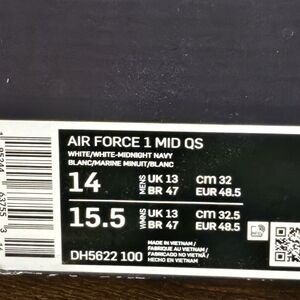 AIR FORCE 1 MID QS
WHITE/WHITE-MIDNIGHT NAVY
BLANC/MARINE MINUIT/BLANC
14 MENS UK 13 cm 32
BR 47 EUR 48.5
15.5 WMNS UK 13 cm 32.5
BR 47 EUR 48.5
DH5622 100
MADE IN VIETNAM /
FABRIQUE AU VIETNAM /
FABRICADO NO VIETNÃ /
HECHO EN VIETNAM